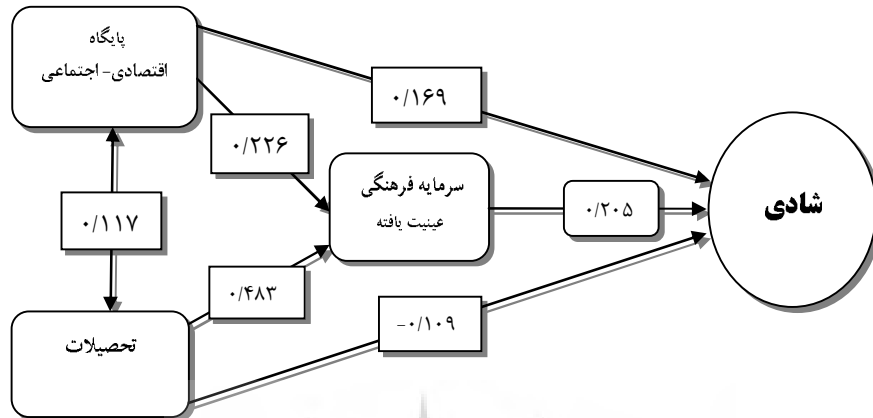 پایگاه
اقتصادی- اجتماعی
۰/۱۶۹
۰/۲۲۶
سرمایه فرهنگی
عینیت یافته
۰/۲۰۵
شادی
۰/۱۱۷
۰/۴۸۳
-۰/۱۰۹
تحصیلات